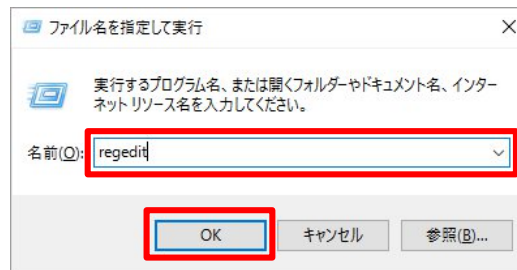 ファイル名を指定して実行
実行するプログラム名、または開くフォルダーやドキュメント名、インター
ネット リソース名を入力してください。
名前(O): regedit
OK キャンセル 参照(B)...